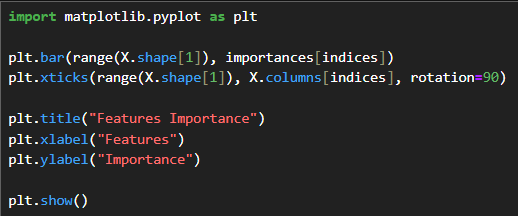 import matplotlib.pyplot as plt
plt.bar(range(X.shape[1]), importances[indices])
plt.xticks(range(X.shape[1]), X.columns[indices], rotation=90)
plt.title("Features Importance")
plt.xlabel("Features")
plt.ylabel("Importance")
plt.show()